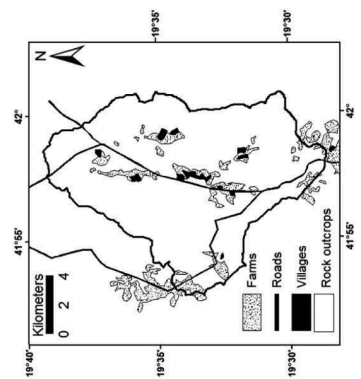 N
19°35'
19°30'
42°
42°
41°55'
41°55'
Kilometers
0 2 4
Farms
Roads
Villages
Rock outcrops
19°40'
19°35'
19°30'